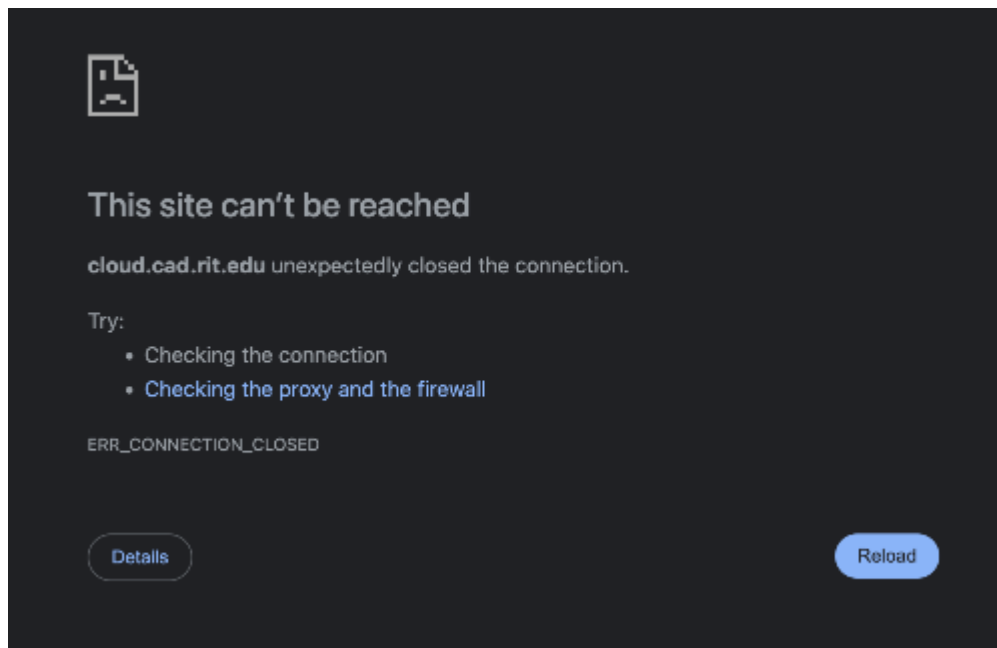 This site can't be reached
cloud.cad.rit.edu unexpectedly closed the connection.
Try:
• Checking the connection
• Checking the proxy and the firewall
ERR_CONNECTION_CLOSED
Details
Reload